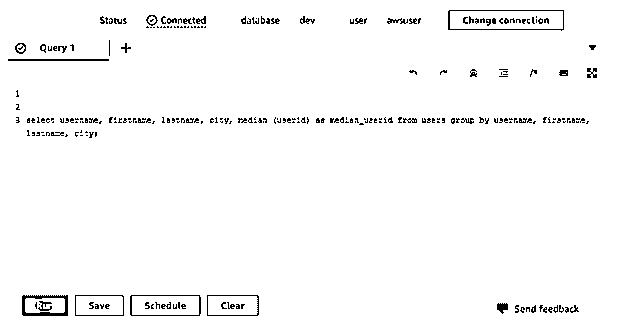 Status Connected database dev user awsuser Change connection
Query 1 +
1
2
3 select username, firstname, lastname, city, median (userid) as median_userid from users group by username, firstname,
lastname, city;
Run Save Schedule Clear Send feedback